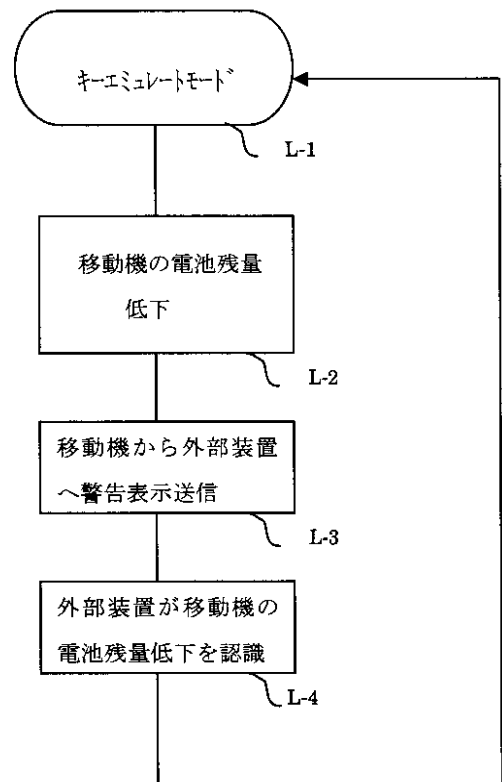 キーエミュレートモード
L-1
移動機の電池残量
低下
L-2
移動機から外部装置
へ警告表示送信
L-3
外部装置が移動機の
電池残量低下を認識
L-4